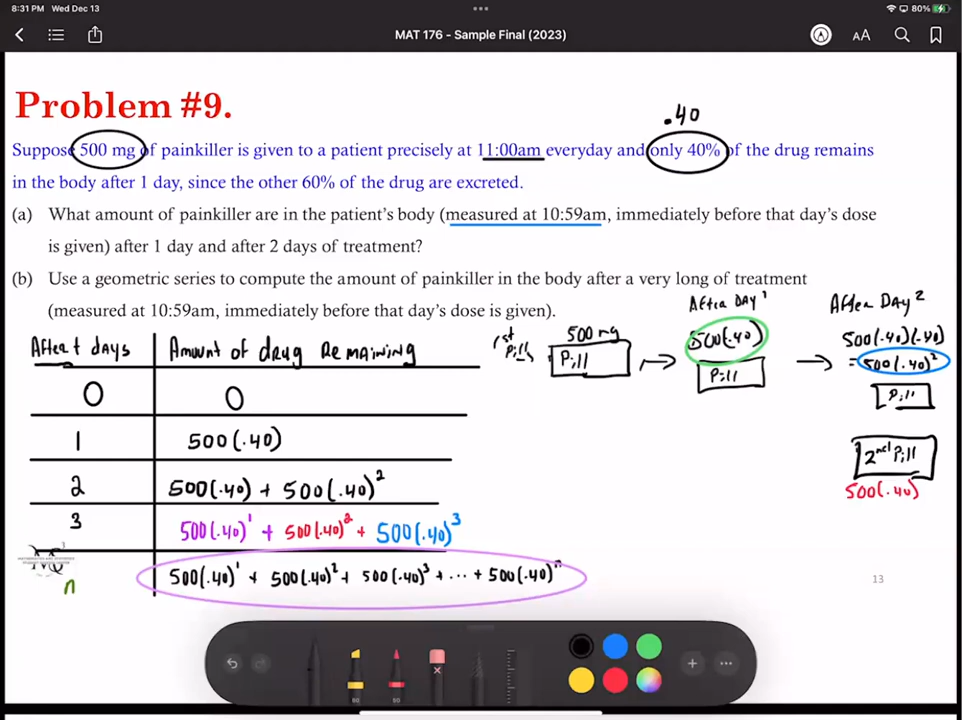 8:31 PM Wed Dec 13
80%
MAT 176 - Sample Final (2023)
AA
Problem #9.
.40
Suppose 500 mg of painkiller is given to a patient precisely at 11:00am everyday and only 40% of the drug remains
in the body after 1 day, since the other 60% of the drug are excreted.
(a) What amount of painkiller are in the patient's body (measured at 10:59am, immediately before that day's dose
is given) after 1 day and after 2 days of treatment?
(b) Use a geometric series to compute the amount of painkiller in the body after a very long of treatment
(measured at 10:59am, immediately before that day's dose is given).
After DAY 1
After DAY 2
1st Pill
500 mg
Pill
500(.40)
Pill
500(.40)(.40)
= 500(.40)²
Pill
2nd Pill
500(.40)
After t days Amount of drug Remaining
0 0
1 500(.40)
2 500(.40) + 500(.40)²
3 500(.40)¹ + 500(.40)² + 500(.40)³
n 500(.40)¹ + 500(.40)² + 500(.40)³ + ... + 500(.40)ⁿ
13